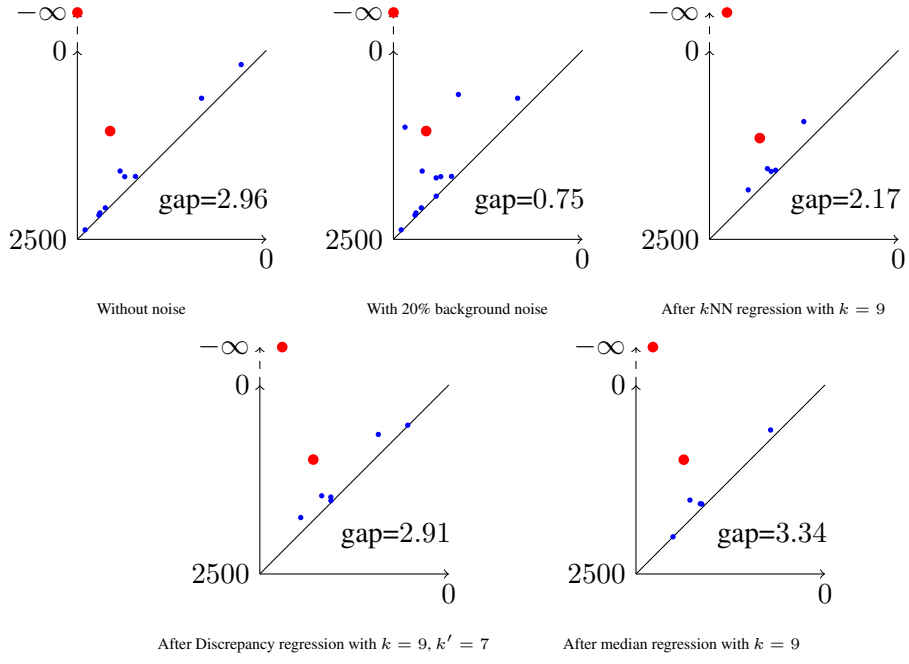 −∞ −∞ −∞
0 0 0
gap=2.96 gap=0.75 gap=2.17
2500 2500 2500
0 0 0
Without noise With 20% background noise After kNN regression with k = 9
−∞ −∞
0 0
gap=2.91 gap=3.34
2500 2500
0 0
After Discrepancy regression with k = 9, k′ = 7 After median regression with k = 9